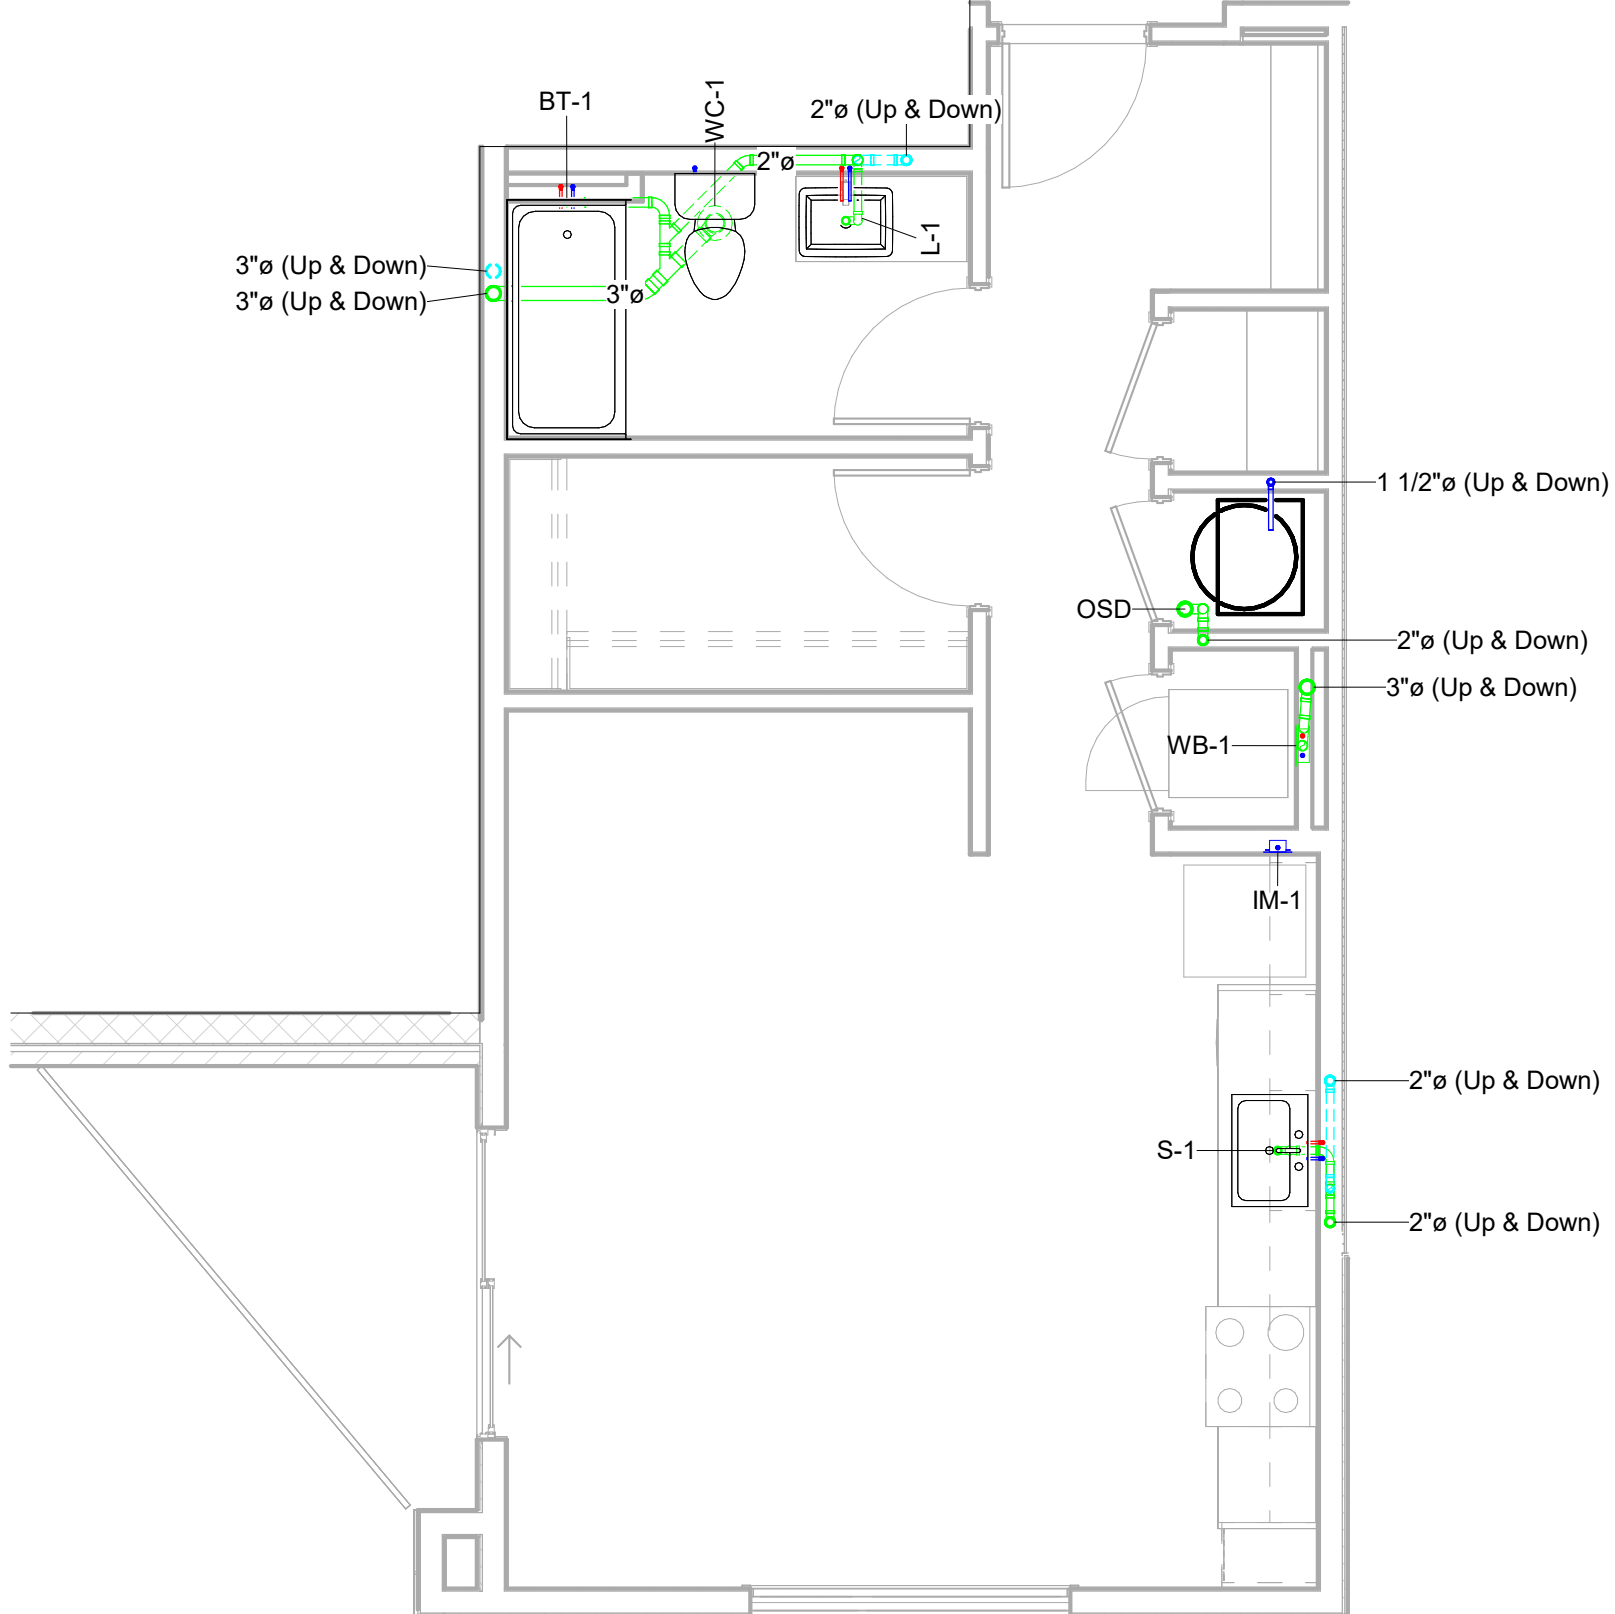 BT-1
WC-1
2"ø (Up & Down)
2"ø
L-1
3"ø (Up & Down)
3"ø (Up & Down)
3"ø
1 1/2"ø (Up & Down)
OSD
2"ø (Up & Down)
3"ø (Up & Down)
WB-1
IM-1
2"ø (Up & Down)
S-1
2"ø (Up & Down)